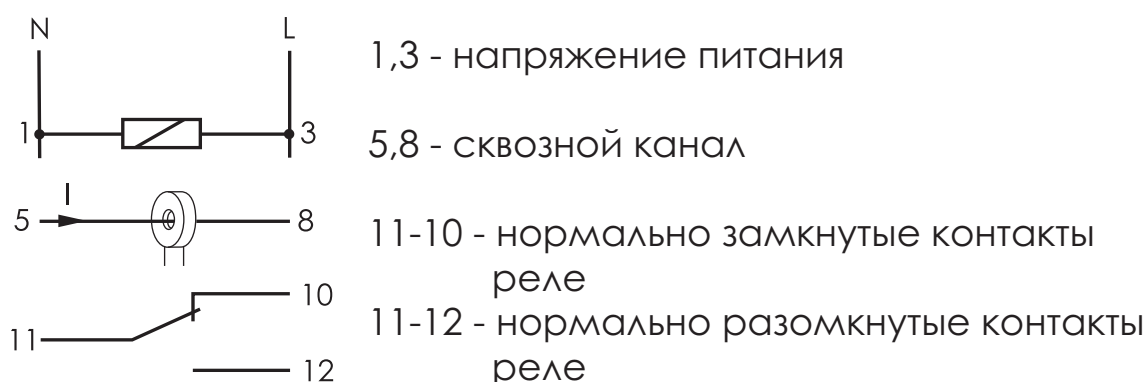 N L
1,3 - напряжение питания
1 3
5,8 - сквозной канал
I
5 8
11-10 - нормально замкнутые контакты
реле
10
11-12 - нормально разомкнутые контакты
11
реле
12